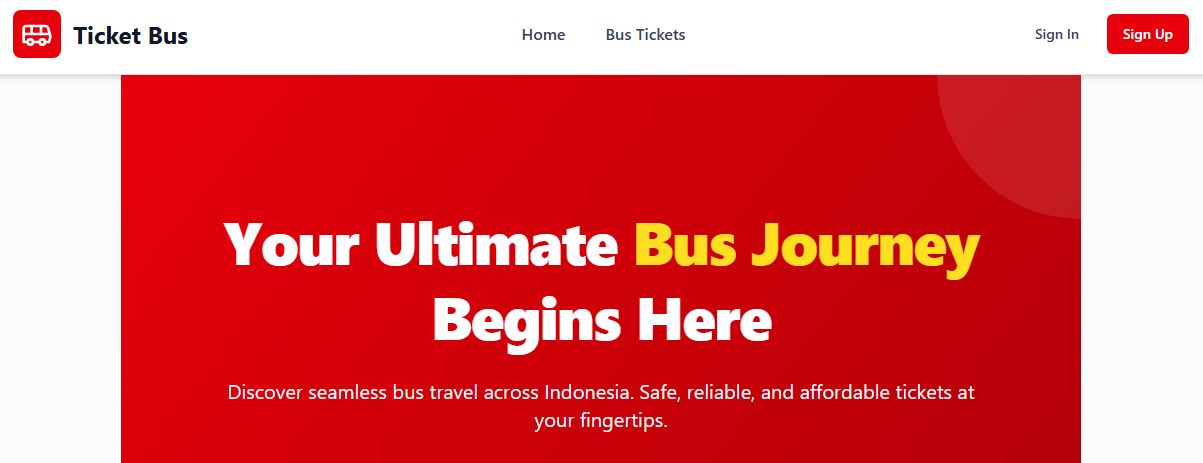 Ticket Bus
Home
Bus Tickets
Sign In
Sign Up
Your Ultimate Bus Journey
Begins Here
Discover seamless bus travel across Indonesia. Safe, reliable, and affordable tickets at
your fingertips.